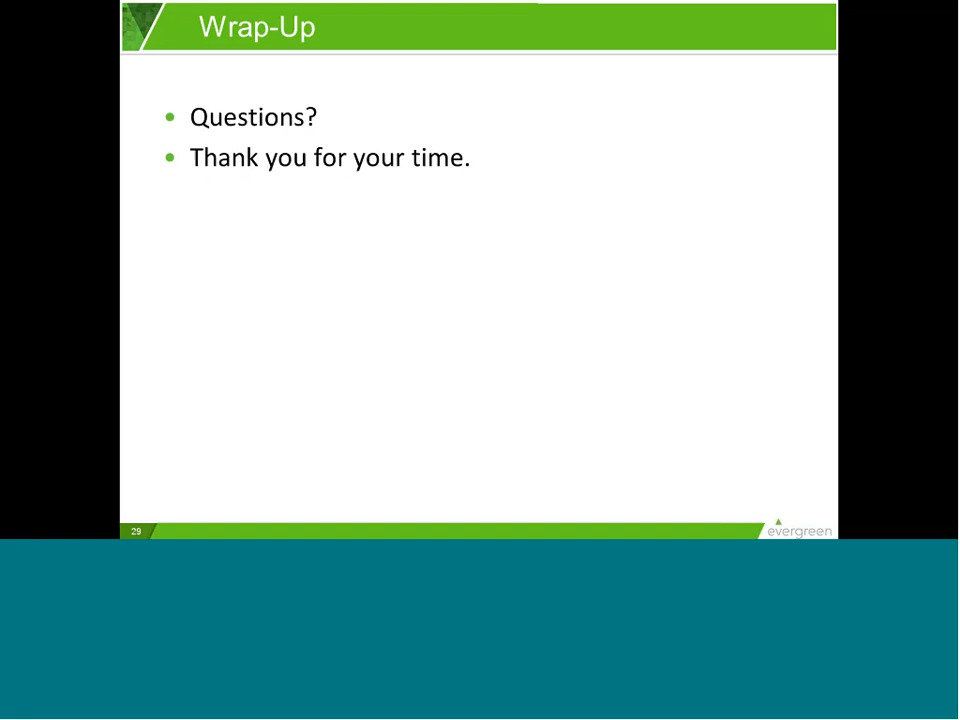 Wrap-Up
• Questions?
• Thank you for your time.
29
evergreen